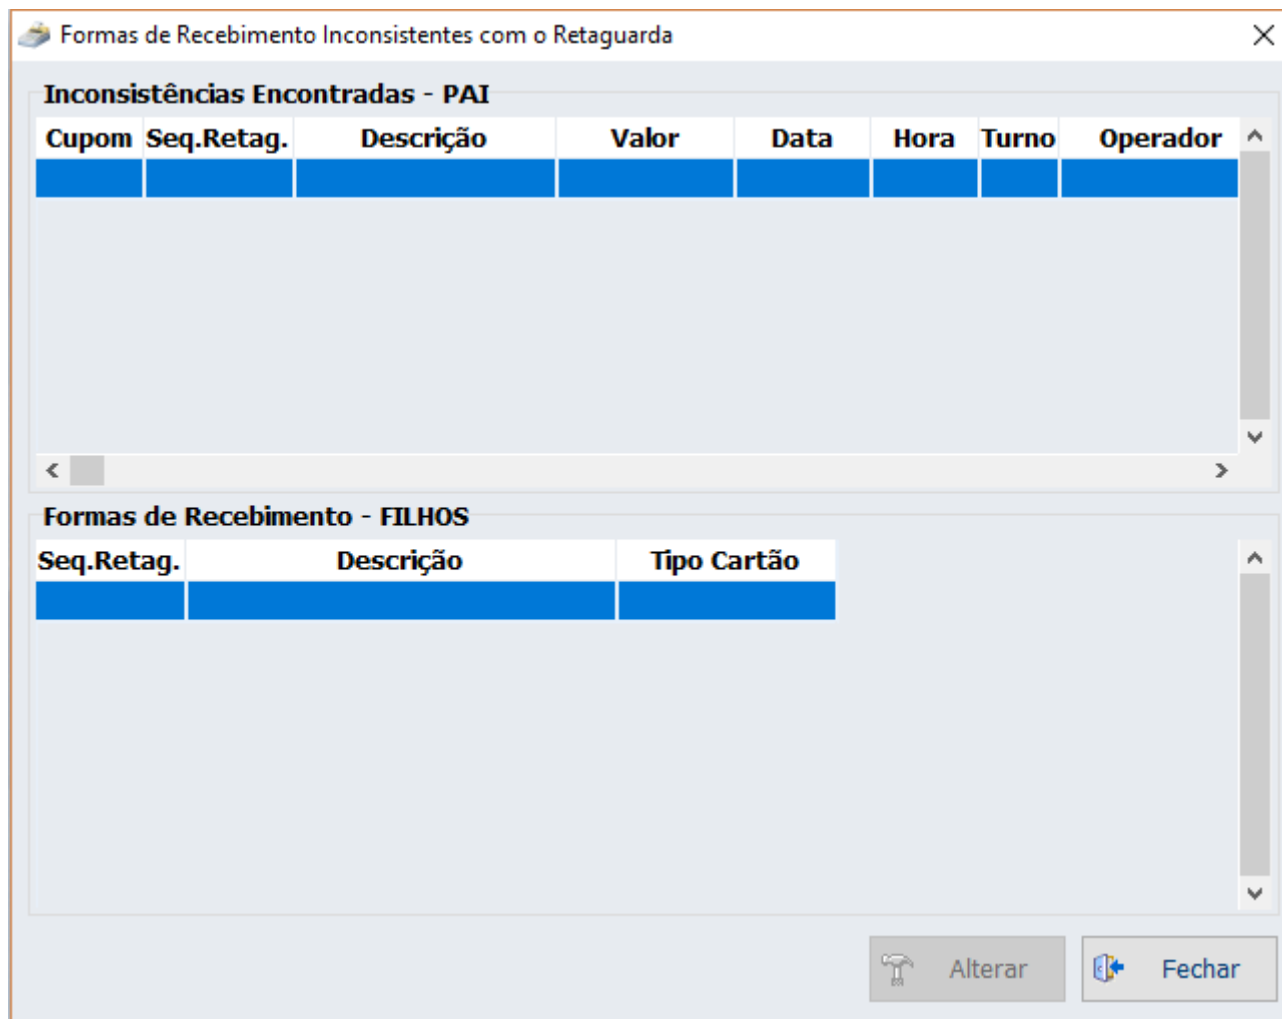 Formas de Recebimento Inconsistentes com o Retaguarda
Inconsistências Encontradas - PAI
Cupom Seq.Retag. Descrição Valor Data Hora Turno Operador
Formas de Recebimento - FILHOS
Seq.Retag. Descrição Tipo Cartão
Alterar Fechar